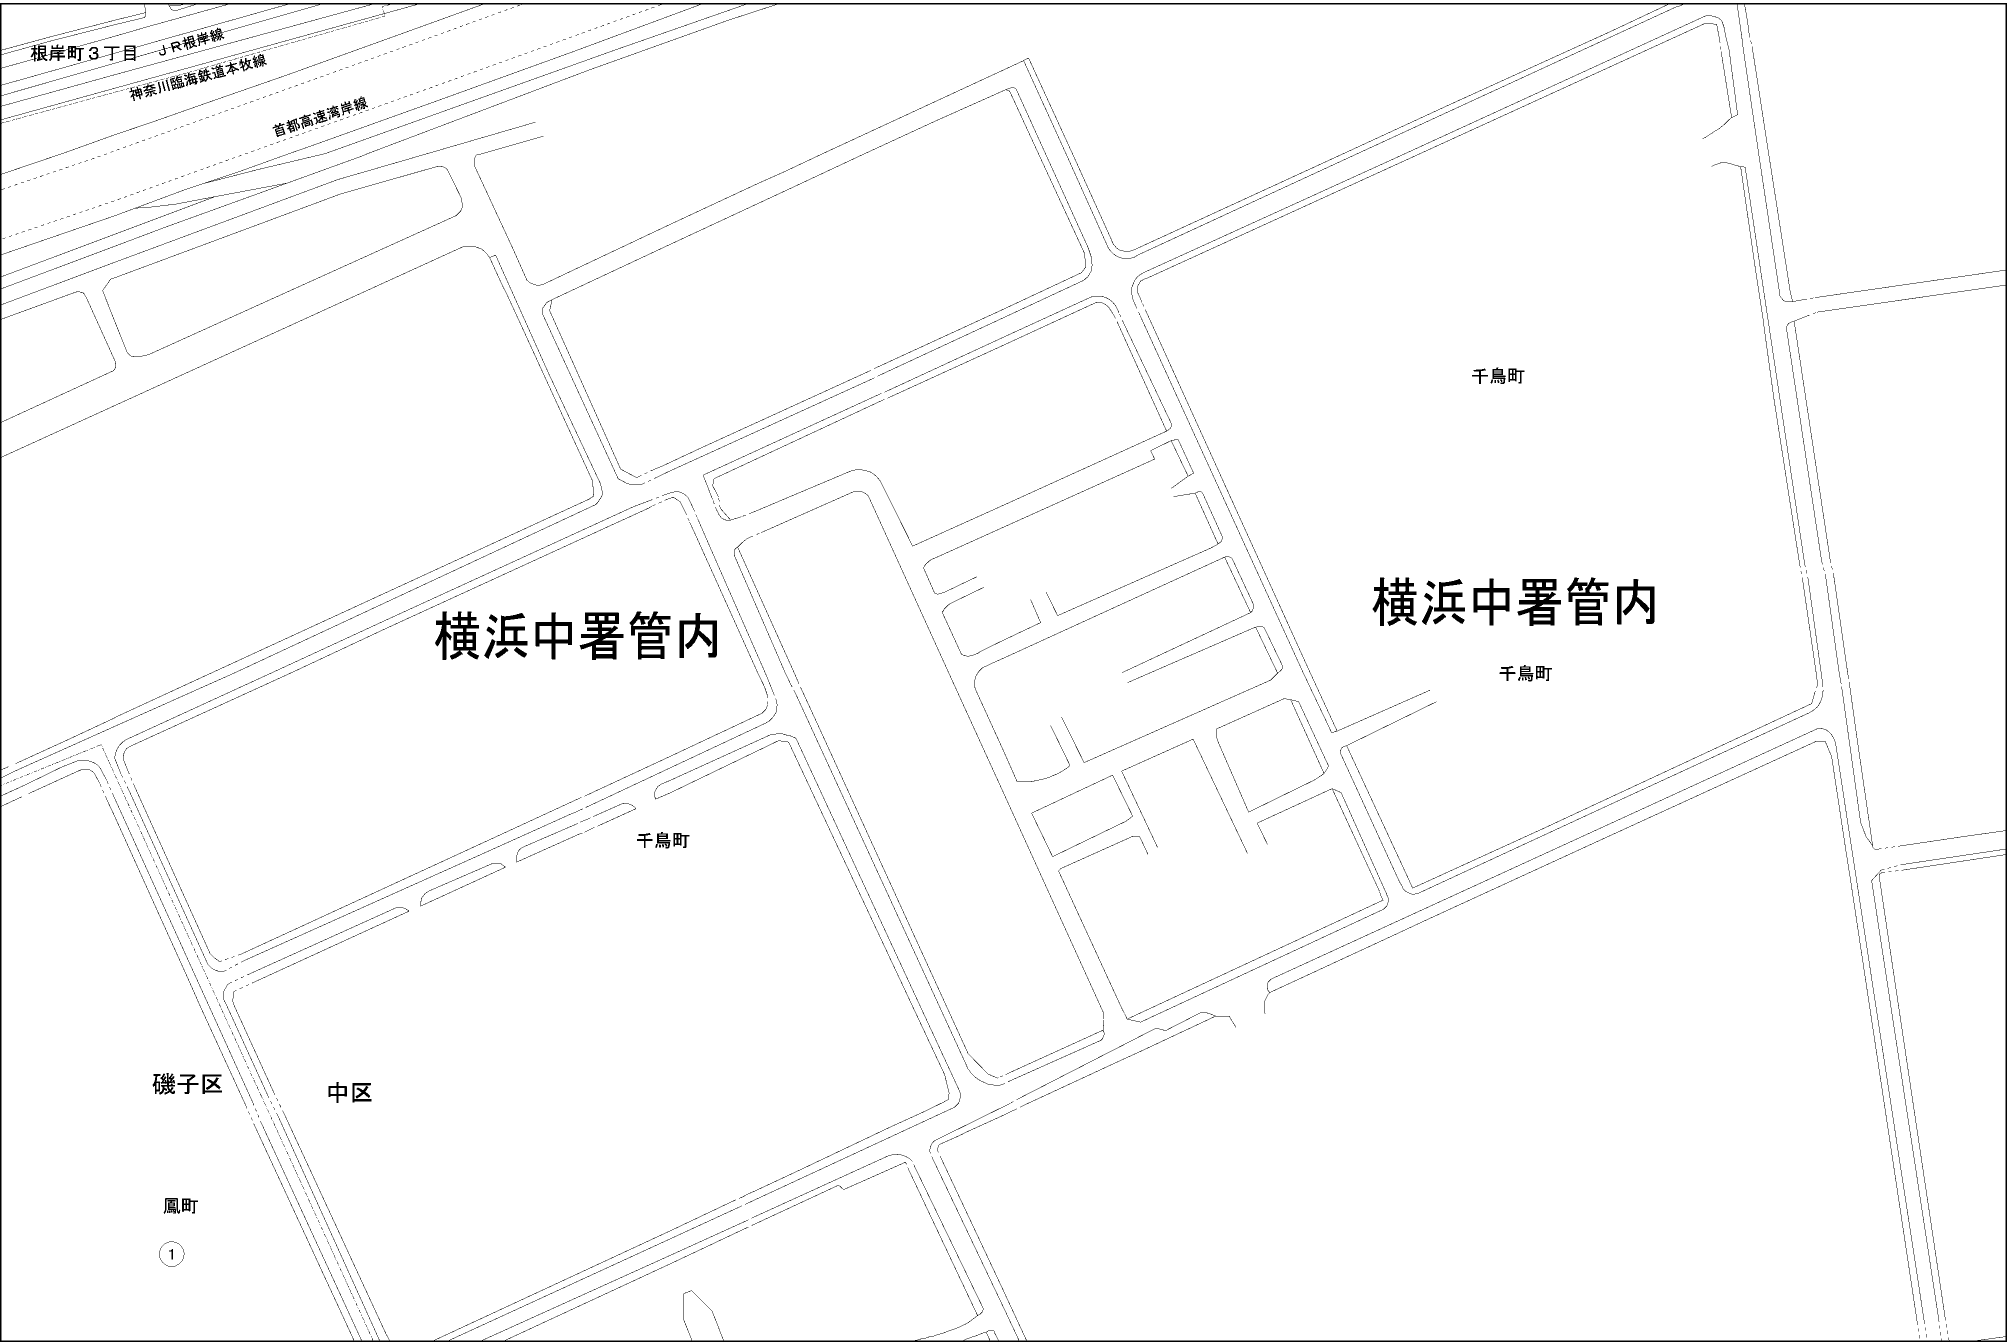 根岸町3丁目
JR根岸線
神奈川臨海鉄道本牧線
首都高速湾岸線
千鳥町
横浜中署管内
横浜中署管内
千鳥町
千鳥町
磯子区
中区
鳳町
1